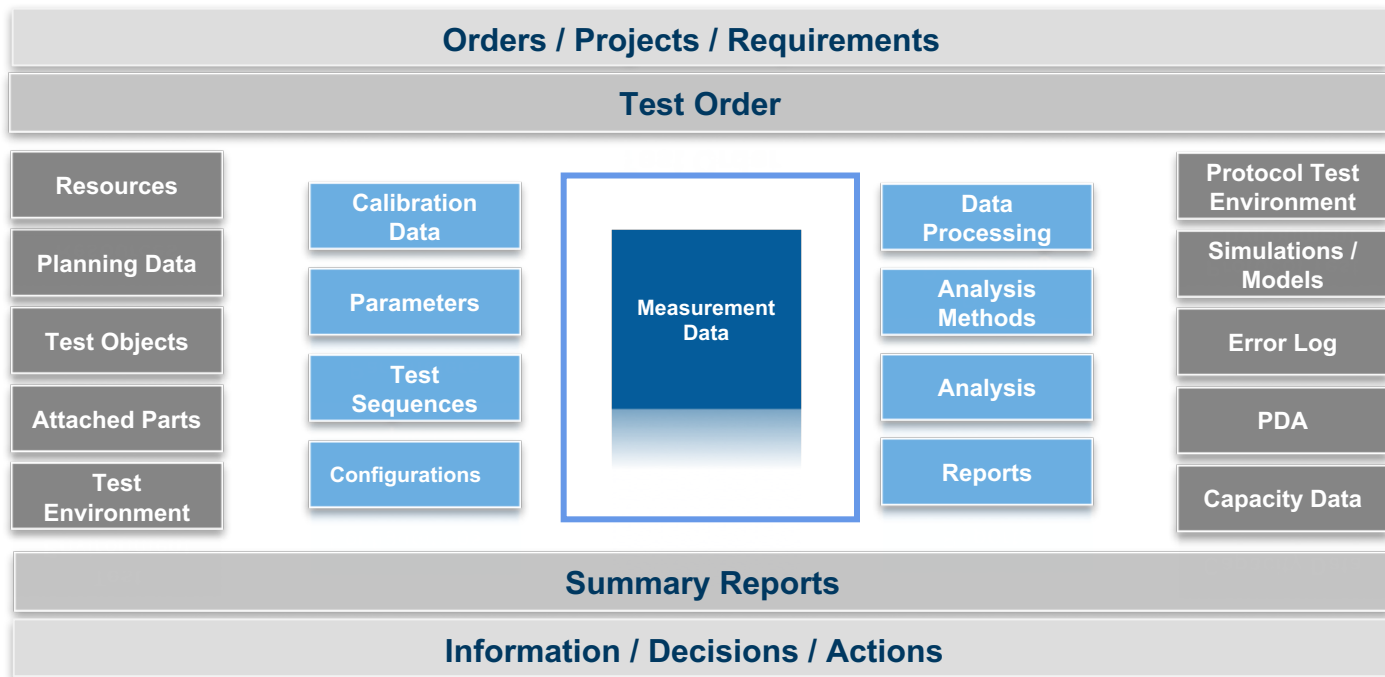 Orders / Projects / Requirements
Test Order
Resources
Planning Data
Test Objects
Attached Parts
Test
Environment
Calibration
Data
Parameters
Test
Sequences
Configurations
Measurement
Data
Data
Processing
Analysis
Methods
Analysis
Reports
Protocol Test
Environment
Simulations /
Models
Error Log
PDA
Capacity Data
Summary Reports
Information / Decisions / Actions